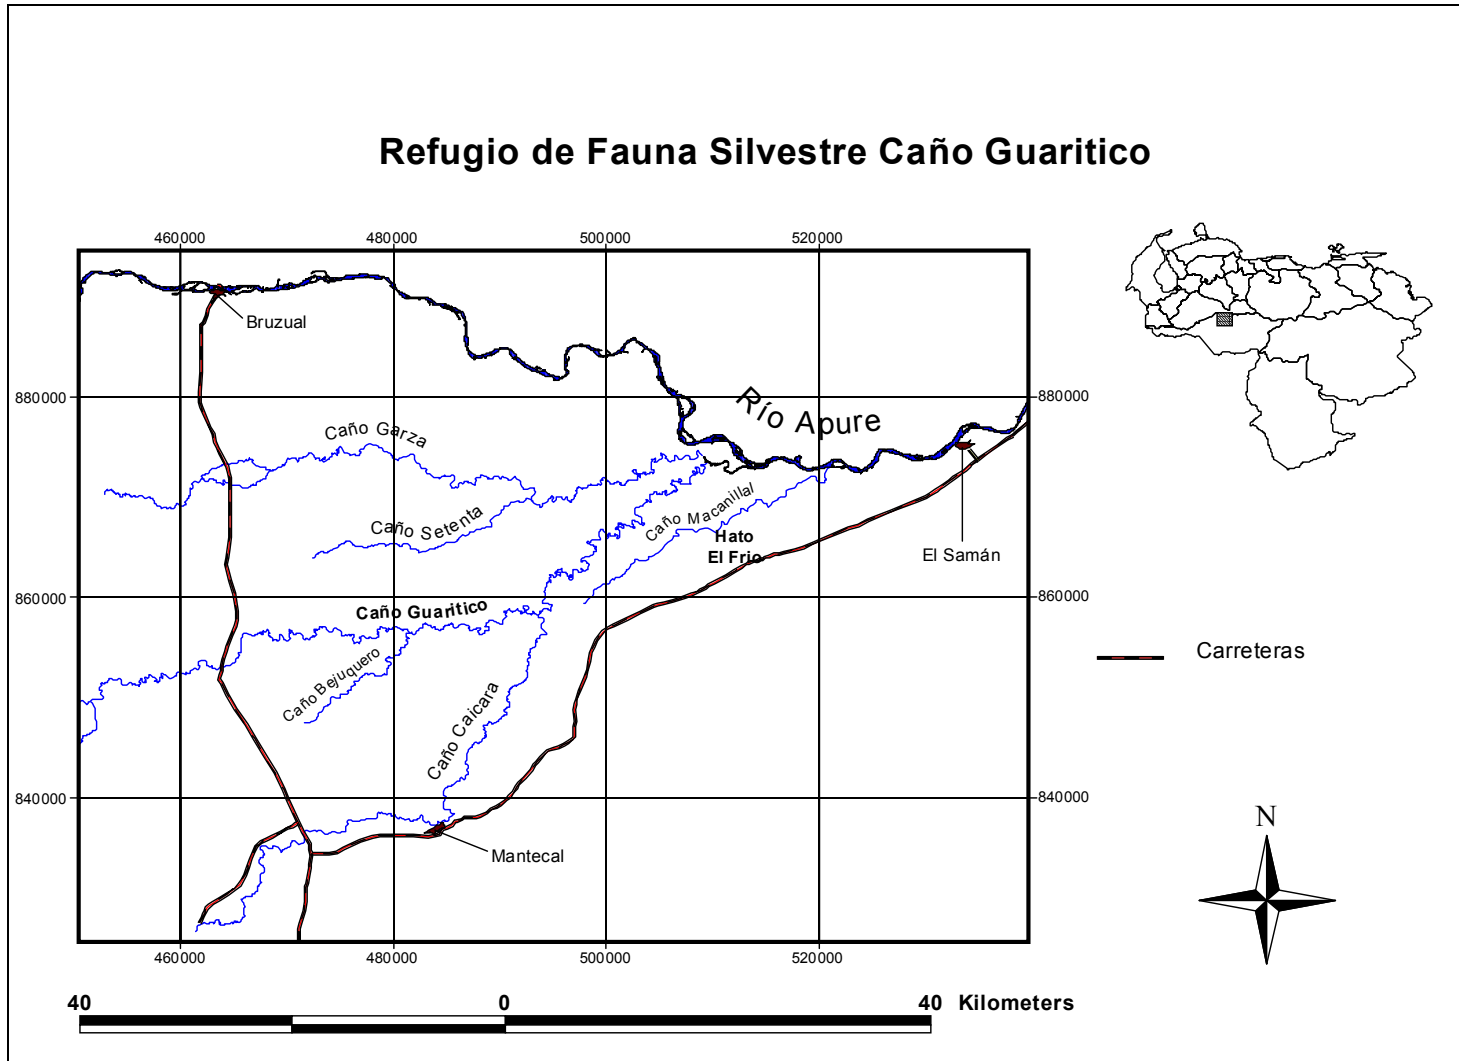 Refugio de Fauna Silvestre Caño Guaritico
460000 480000 500000 520000
Bruzual
880000 880000
Río Apure
Caño Garza
Caño Setenta
Caño Macanillal
Hato
El Frio
El Samán
860000 860000
Caño Guaritico
Caño Bejuquero
Caño Caicara
Carreteras
840000 840000
Mantecal
N
460000 480000 500000 520000
40 0 40 Kilometers